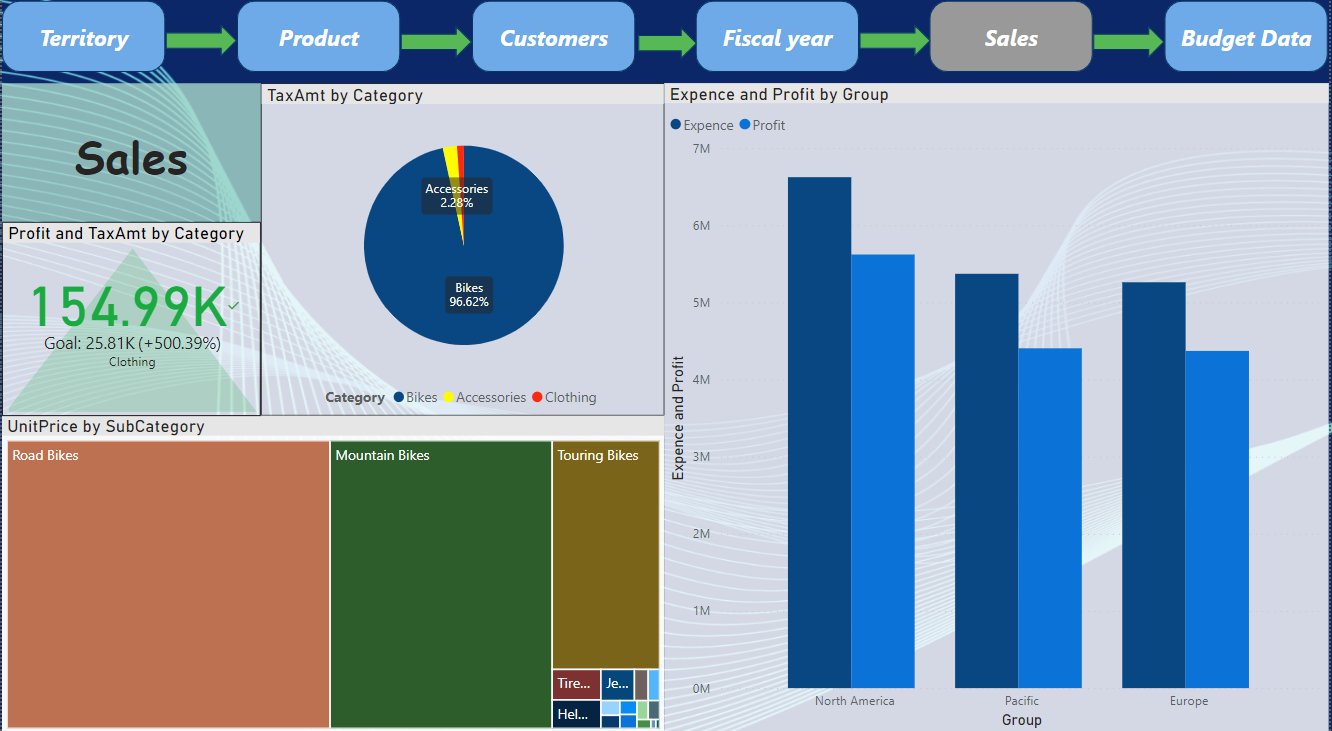 Territory
Product
Customers
Fiscal year
Sales
Budget Data
Sales
Profit and TaxAmt by Category
154.99K
Goal: 25.81K (+500.39%)
Clothing
TaxAmt by Category
Accessories
2.28%
Bikes
96.62%
Category Bikes Accessories Clothing
UnitPrice by SubCategory
Road Bikes
Mountain Bikes
Touring Bikes
Tire...
Je...
Hel...
Expence and Profit by Group
Expence Profit
7M
6M
5M
4M
3M
2M
1M
0M
Expence and Profit
North America
Pacific
Europe
Group